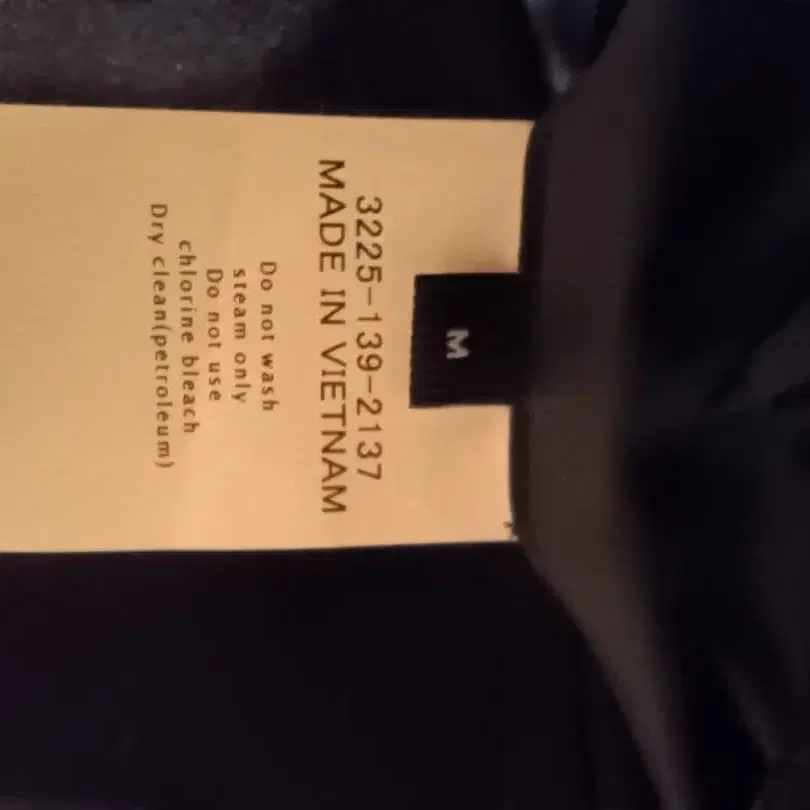 M
3225-139-2137
MADE IN VIETNAM
Do not wash
steam only
Do not use
chlorine bleach
Dry clean(petroleum)